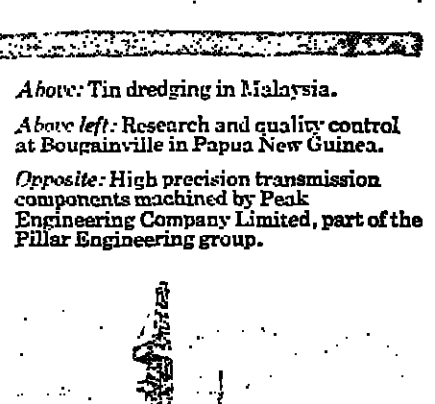 Above: Tin dredging in Malaysia.
Above left: Research and quality control
at Bougainville in Papua New Guinea.
Opposite: High precision transmission
components machined by Peak
Engineering Company Limited, part of the
Pillar Engineering group.